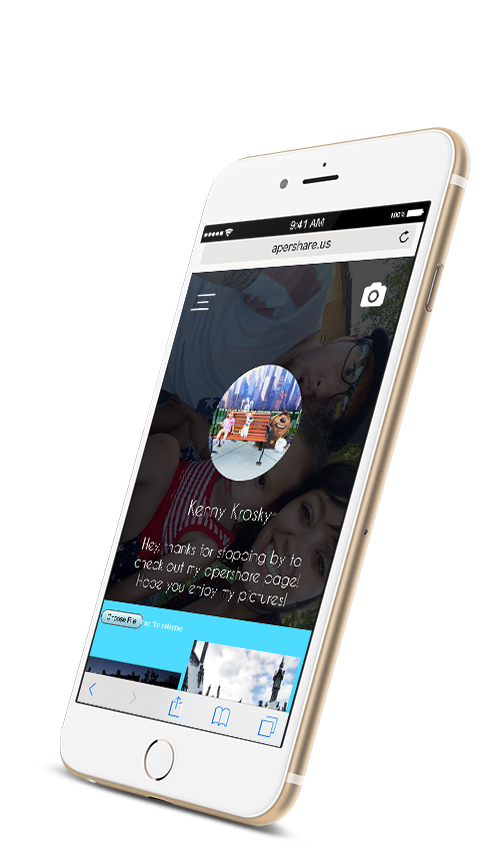 9:41 AM
100%
apershare.us
Kenny Krosky
Hey, thanks for stopping by to
check out my apershare page!
Hope you enjoy my pictures!
Choose File no file selected